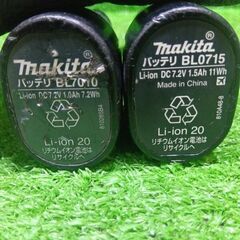 makita
バッテリ BL7010
Li-ion DC7.2V 1.0Ah 7.2Wh
Li-ion 20
リチウムイオン電池は
リサイクルへ
makita®
バッテリ BL0715
Li-ion DC7.2V 1.5Ah 11Wh
Made in China
Li-ion 20
リチウムイオン電池は
リサイクルへ